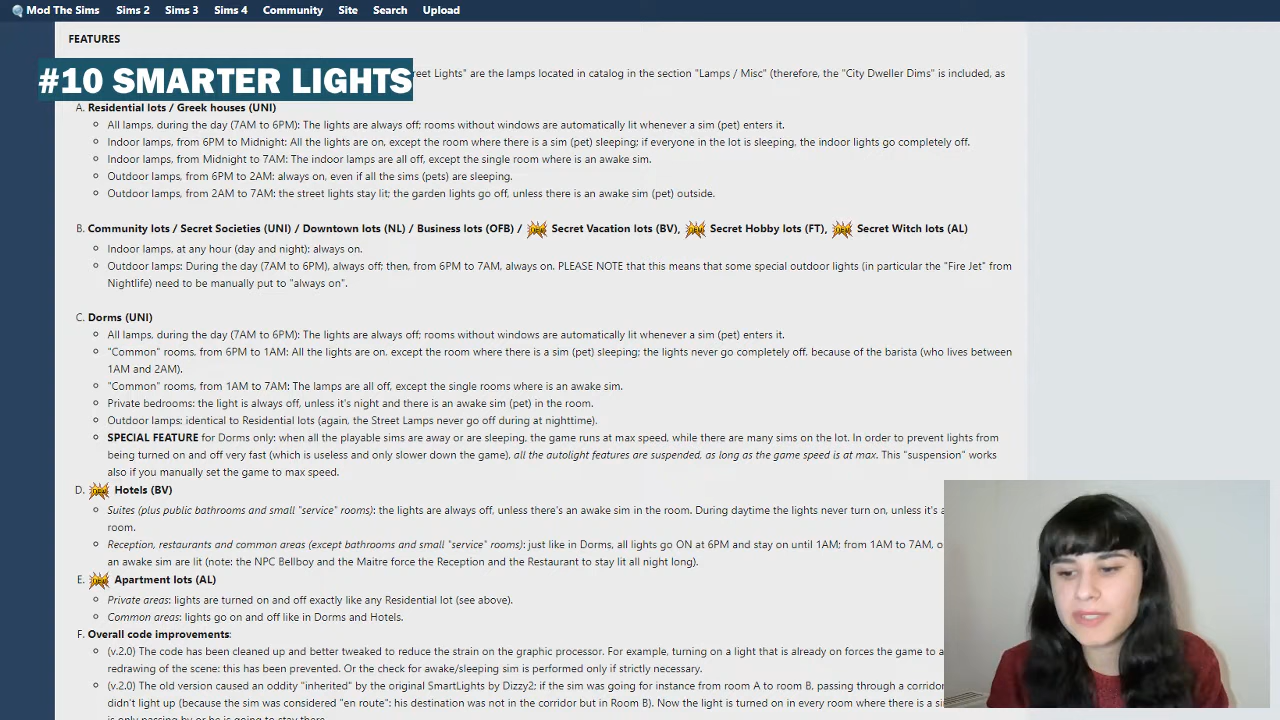 Mod The Sims Sims 2 Sims 3 Sims 4 Community Site Search Upload
FEATURES
#10 SMARTER LIGHTS
Lights" are the lamps located in catalog in the section "Lamps / Misc" (therefore, the "City Dweller Dims" is included, as
A. Residential lots / Greek houses (UNI)
All lamps, during the day (7AM to 6PM): The lights are always off; rooms without windows are automatically lit whenever a sim (pet) enters it.
Indoor lamps, from 6PM to Midnight: All the lights are on, except the room where there is a sim (pet) sleeping; if everyone in the lot is sleeping, the indoor lights go completely off.
Indoor lamps, from Midnight to 7AM: The indoor lamps are all off, except the single room where is an awake sim.
Outdoor lamps, from 6PM to 2AM: always on, even if all the sims (pets) are sleeping.
Outdoor lamps, from 2AM to 7AM: the street lights stay lit; the garden lights go off, unless there is an awake sim (pet) outside.
B. Community lots / Secret Societies (UNI) / Downtown lots (NL) / Business lots (OFB) / Secret Vacation lots (BV), Secret Hobby lots (FT), Secret Witch lots (AL)
Indoor lamps, at any hour (day and night): always on.
Outdoor lamps: During the day (7AM to 6PM), always off; then, from 6PM to 7AM, always on. PLEASE NOTE that this means that some special outdoor lights (in particular the "Fire Jet" from
Nightlife) need to be manually put to "always on".
C. Dorms (UNI)
All lamps, during the day (7AM to 6PM): The lights are always off; rooms without windows are automatically lit whenever a sim (pet) enters it.
"Common" rooms, from 6PM to 1AM: All the lights are on, except the room where there is a sim (pet) sleeping; the lights never go completely off, because of the barista (who lives between
1AM and 2AM).
"Common" rooms, from 1AM to 7AM: The lamps are all off, except the single rooms where is an awake sim.
Private bedrooms: the light is always off, unless it's night and there is an awake sim (pet) in the room.
Outdoor lamps: identical to Residential lots (again, the Street Lamps never go off during at nighttime).
SPECIAL FEATURE for Dorms only: when all the playable sims are away or are sleeping, the game runs at max speed, while there are many sims on the lot. In order to prevent lights from
being turned on and off very fast (which is useless and only slower down the game), all the autolight features are suspended, as long as the game speed is at max. This "suspension" works
also if you manually set the game to max speed.
D. Hotels (BV)
Suites (plus public bathrooms and small "service" rooms): the lights are always off, unless there's an awake sim in the room. During daytime the lights never turn on, unless it's a
room.
Reception, restaurants and common areas (except bathrooms and small "service" rooms): just like in Dorms, all lights go ON at 6PM and stay on until 1AM; from 1AM to 7AM,
an awake sim are lit (note: the NPC Bellboy and the Maitre force the Reception and the Restaurant to stay lit all night long).
E. Apartment lots (AL)
Private areas: lights are turned on and off exactly like any Residential lot (see above).
Common areas: lights go on and off like in Dorms and Hotels.
F. Overall code improvements:
(v.2.0) The code has been cleaned up and better tweaked to reduce the strain on the graphic processor. For example, turning on a light that is already on forces the game to a
redrawing of the scene: this has been prevented. Or the check for awake/sleeping sim is performed only if strictly necessary.
(v.2.0) The old version caused an oddity "inherited" by the original SmartLights by Dizzy2: if the sim was going for instance from room A to room B, passing through a corridor
didn't light up (because the sim was considered "en route": his destination was not in the corridor but in Room B). Now the light is turned on in every room where there is a
is only passing by or he is going to stay there.